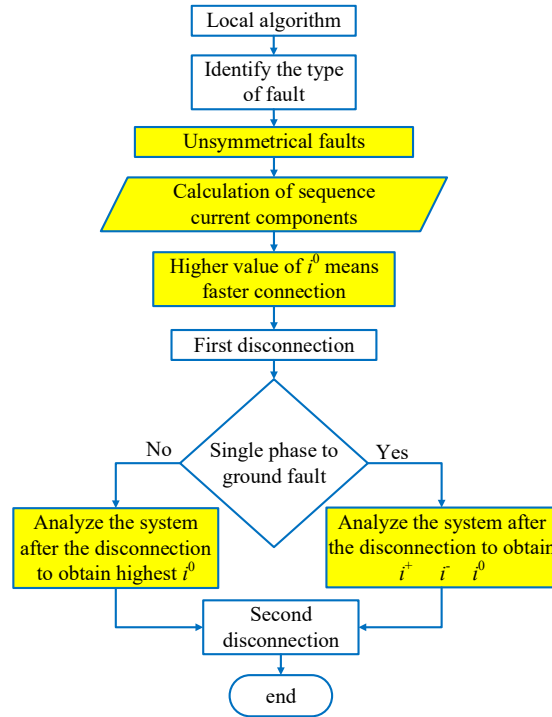 Local algorithm
Identify the type
of fault
Unsymmetrical faults
Calculation of sequence
current components
Higher value of i⁰ means
faster connection
First disconnection
No
Single phase to
ground fault
Yes
Analyze the system
after the disconnection
to obtain highest i⁰
Analyze the system after
the disconnection to obtain
i⁺ i⁻ i⁰
Second
disconnection
end